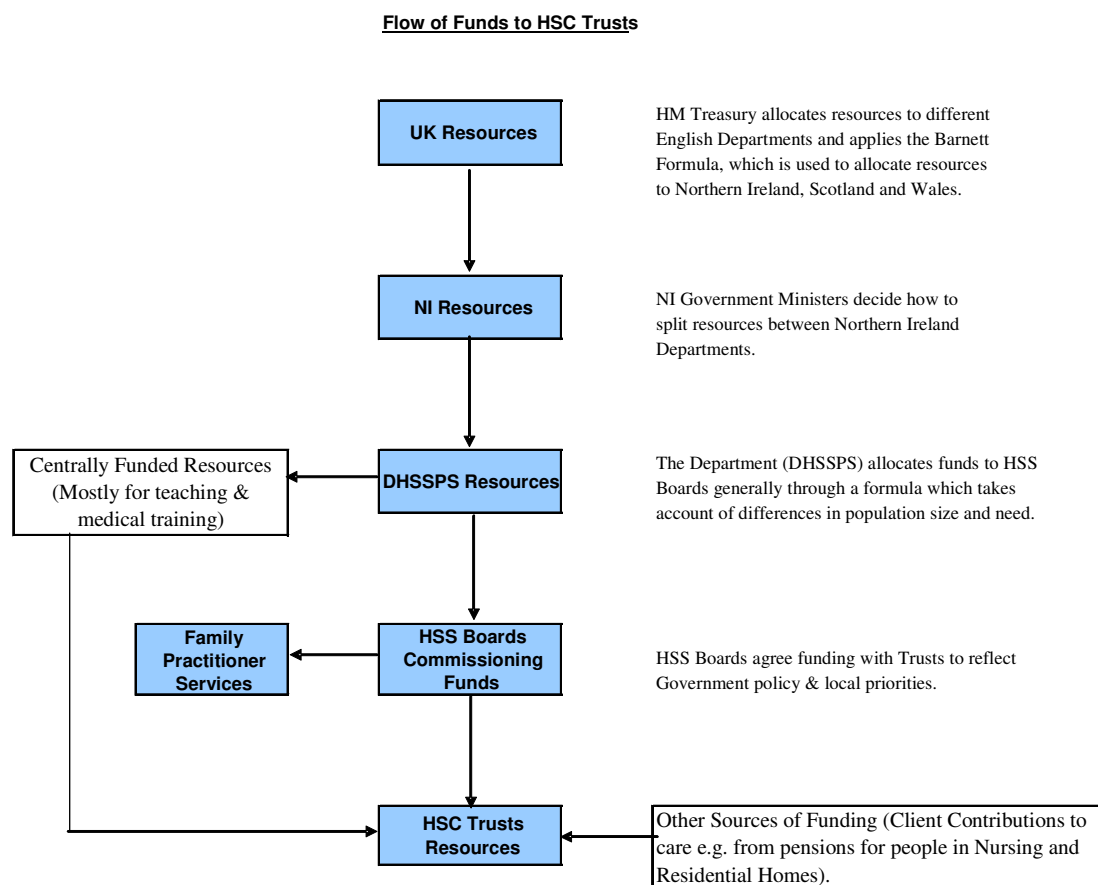 Flow of Funds to HSC Trusts
UK Resources
HM Treasury allocates resources to different
English Departments and applies the Barnett
Formula, which is used to allocate resources
to Northern Ireland, Scotland and Wales.
NI Resources
NI Government Ministers decide how to
split resources between Northern Ireland
Departments.
Centrally Funded Resources
(Mostly for teaching &
medical training)
DHSSPS Resources
The Department (DHSSPS) allocates funds to HSS
Boards generally through a formula which takes
account of differences in population size and need.
Family
Practitioner
Services
HSS Boards
Commissioning
Funds
HSS Boards agree funding with Trusts to reflect
Government policy & local priorities.
HSC Trusts
Resources
Other Sources of Funding (Client Contributions to
care e.g. from pensions for people in Nursing and
Residential Homes).